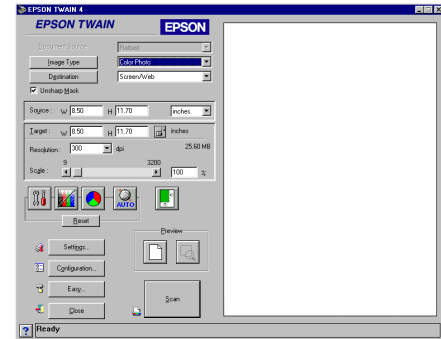 EPSON TWAIN 4
EPSON TWAIN EPSON
Document Source Flatbed
Image Type Color Photo
Destination Screen/Web
Unsharp Mask
Source : W 8.50 H 11.70 inches
Target : W 8.50 H 11.70 inches
Resolution : 300 dpi 25.60 MB
9 3200
Scale : 100 %
AUTO
Reset
Preview
Settings...
Configuration...
Easy...
Scan
Close
? Ready